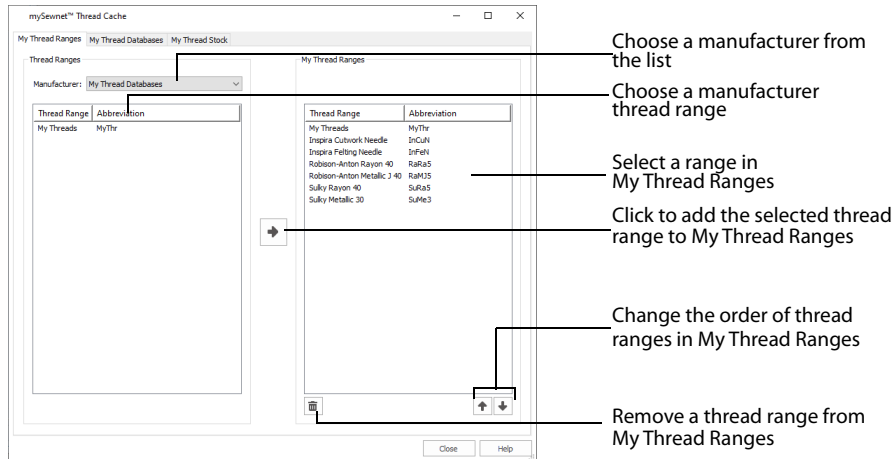 mySewnet™ Thread Cache
My Thread Ranges My Thread Databases My Thread Stock
Thread Ranges
Manufacturer: My Thread Databases
Thread Range Abbreviation
My Threads MyThr
My Thread Ranges
Thread Range Abbreviation
My Threads MyThr
Inspira Cutwork Needle InCuN
Inspira Felting Needle InFeN
Robison-Anton Rayon 40 RaRa5
Robison-Anton Metallic J 40 RaMJ5
Sulky Rayon 40 SuRa5
Sulky Metallic 30 SuMe3
Close Help
Choose a manufacturer from
the list
Choose a manufacturer
thread range
Select a range in
My Thread Ranges
Click to add the selected thread
range to My Thread Ranges
Change the order of thread
ranges in My Thread Ranges
Remove a thread range from
My Thread Ranges